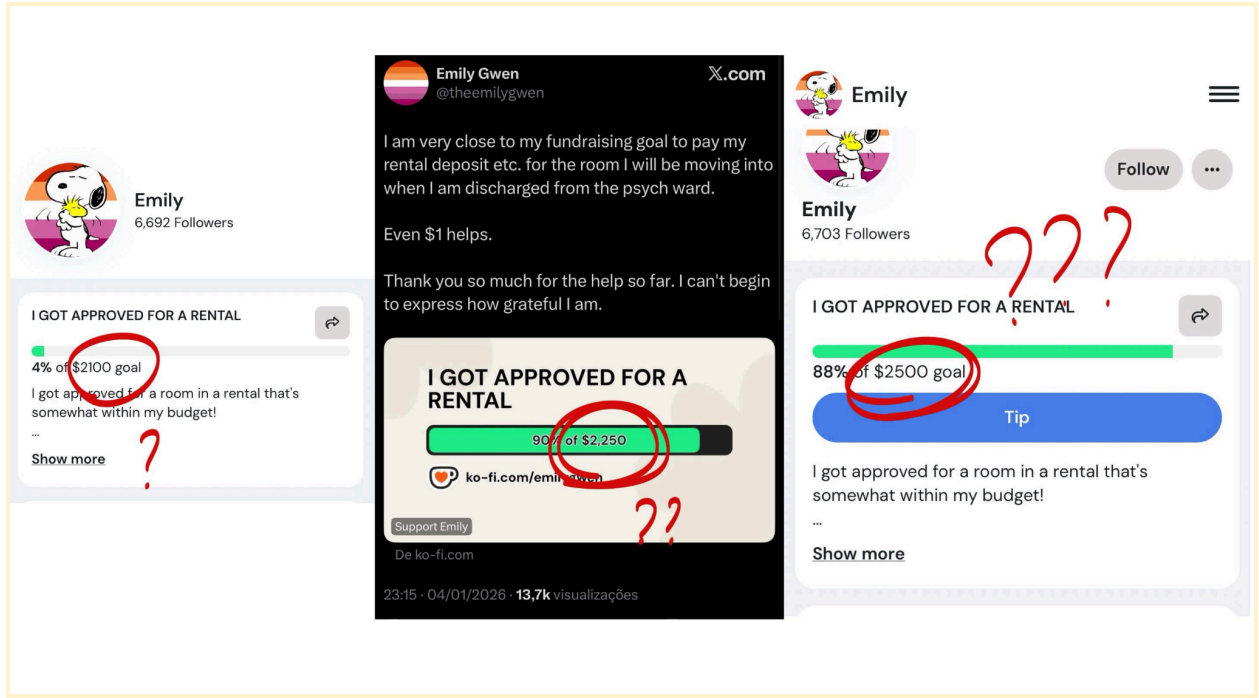 Emily
6,692 Followers
I GOT APPROVED FOR A RENTAL
4% of $2100 goal
I got approved for a room in a rental that's
somewhat within my budget!
...
Show more
?
Emily Gwen
@theemilygwen
X.com
I am very close to my fundraising goal to pay my
rental deposit etc. for the room I will be moving into
when I am discharged from the psych ward.
Even $1 helps.
Thank you so much for the help so far. I can't begin
to express how grateful I am.
I GOT APPROVED FOR A
RENTAL
90% of $2,250
ko-fi.com/emilygwen
??
Support Emily
De ko-fi.com
23:15 · 04/01/2026 · 13,7k visualizações
Emily
Follow
...
Emily
6,703 Followers
???
I GOT APPROVED FOR A RENTAL
88% of $2500 goal
Tip
I got approved for a room in a rental that's
somewhat within my budget!
...
Show more